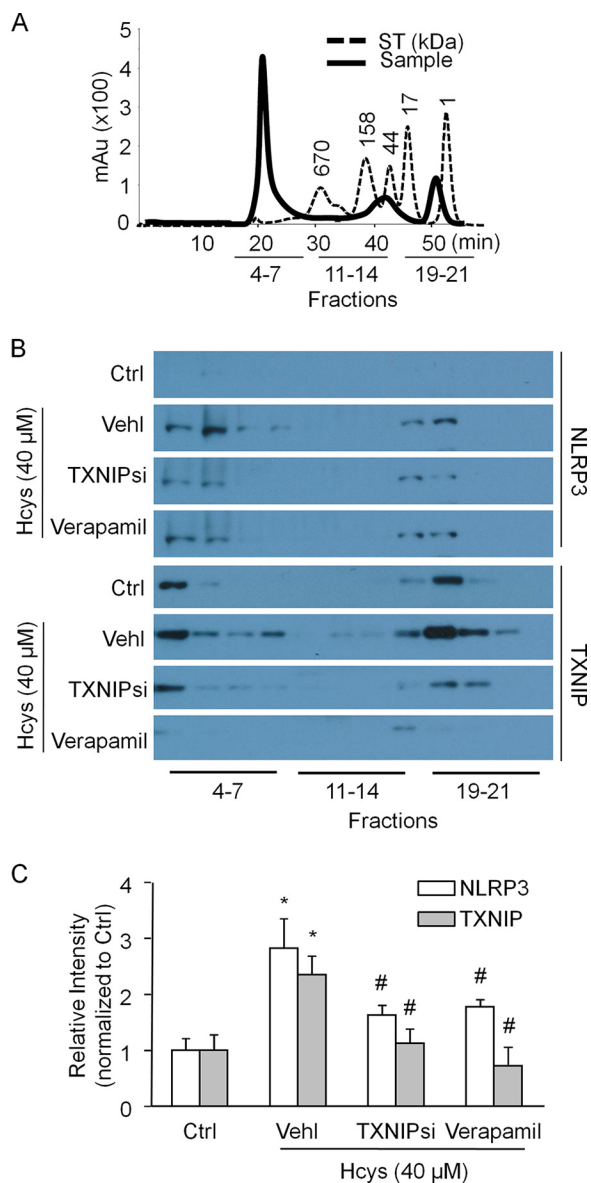 A
ST (kDa)
Sample
mAu (x100)
5
4
3
2
1
0
670
158
44
17
1
10 20 30 40 50 (min)
4-7 11-14 19-21
Fractions
B
Hcys (40 µM)
Ctrl
Vehl
TXNIPsi
Verapamil
NLRP3
Hcys (40 µM)
Ctrl
Vehl
TXNIPsi
Verapamil
TXNIP
4-7 11-14 19-21
Fractions
C
Relative Intensity
(normalized to Ctrl)
4
3
2
1
0
NLRP3
TXNIP
* *
# #
# #
Ctrl Vehl TXNIPsi Verapamil
Hcys (40 µM)